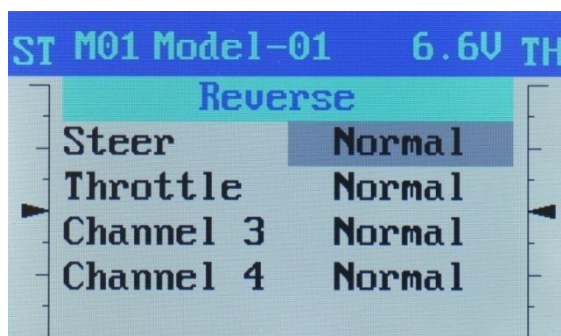 ST M01 Model-01 6.6V TH
Reverse
Steer Normal
Throttle Normal
Channel 3 Normal
Channel 4 Normal